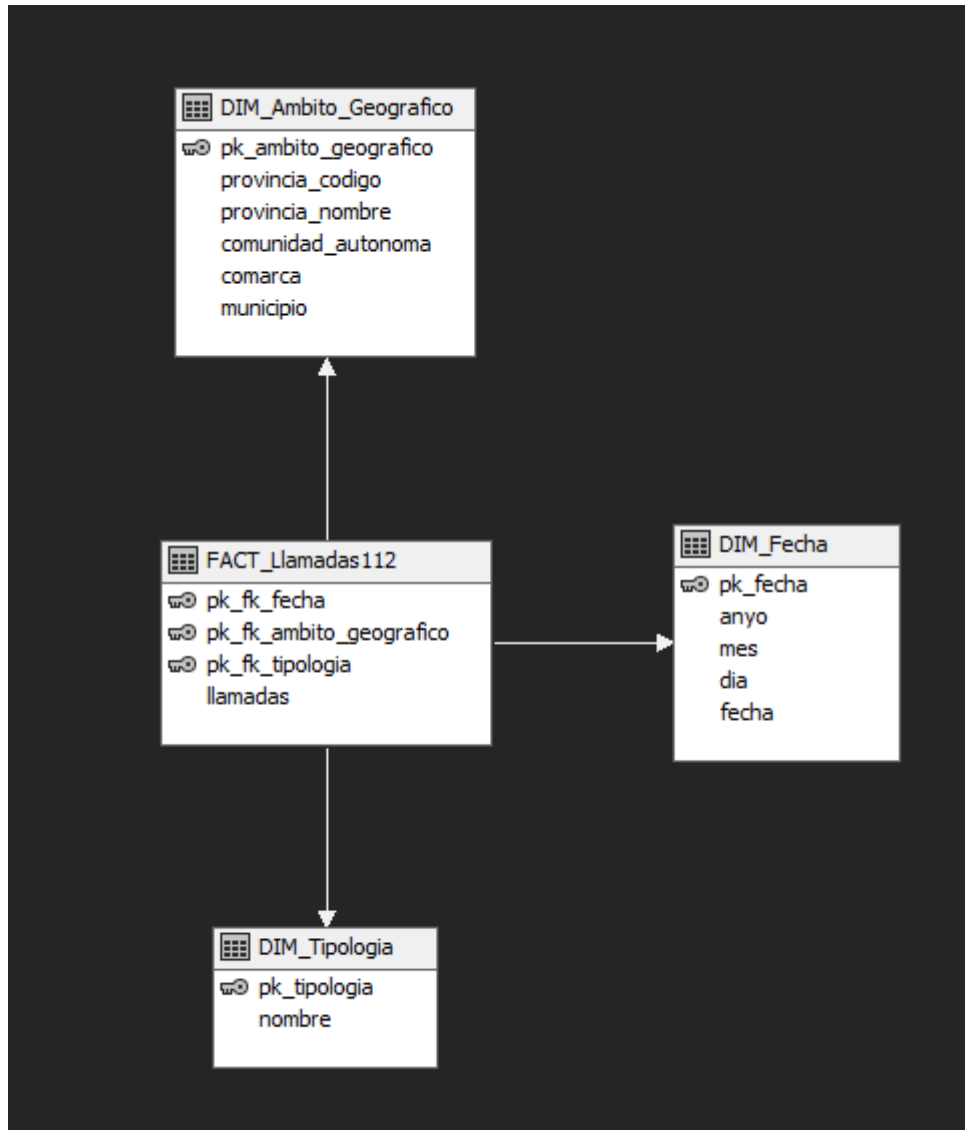 DIM_Ambito_Geografico
pk_ambito_geografico
provincia_codigo
provincia_nombre
comunidad_autonoma
comarca
municipio
FACT_Llamadas112
pk_fk_fecha
pk_fk_ambito_geografico
pk_fk_tipologia
llamadas
DIM_Fecha
pk_fecha
anyo
mes
dia
fecha
DIM_Tipologia
pk_tipologia
nombre